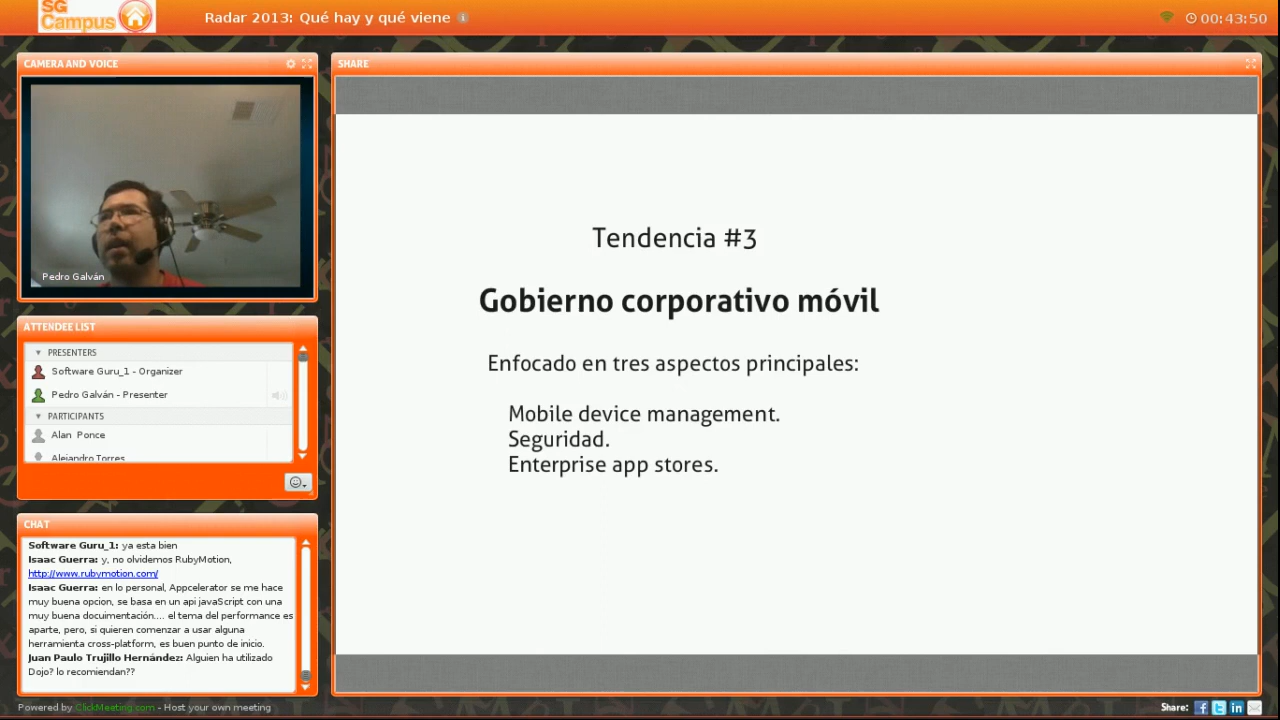 SG
Campus
Radar 2013: Qué hay y qué viene
00:43:50
CAMERA AND VOICE
Pedro Galván
SHARE
Tendencia #3
Gobierno corporativo móvil
Enfocado en tres aspectos principales:
Mobile device management.
Seguridad.
Enterprise app stores.
ATTENDEE LIST
PRESENTERS
Software Guru_1 - Organizer
Pedro Galván - Presenter
PARTICIPANTS
Alan Ponce
Alejandro Torres
CHAT
Software Guru_1: ya esta bien
Isaac Guerra: y, no olvidemos RubyMotion,
http://www.rubymotion.com/
Isaac Guerra: en lo personal, Appcelerator se me hace
muy buena opcion, se basa en un api javaScript con una
muy buena docuimentación.... el tema del performance es
aparte, pero, si quieren comenzar a usar alguna
herramienta cross-platform, es buen punto de inicio.
Juan Paulo Trujillo Hernández: Alguien ha utilizado
Dojo? lo recomiendan??
Powered by ClickMeeting.com - Host your own meeting
Share: